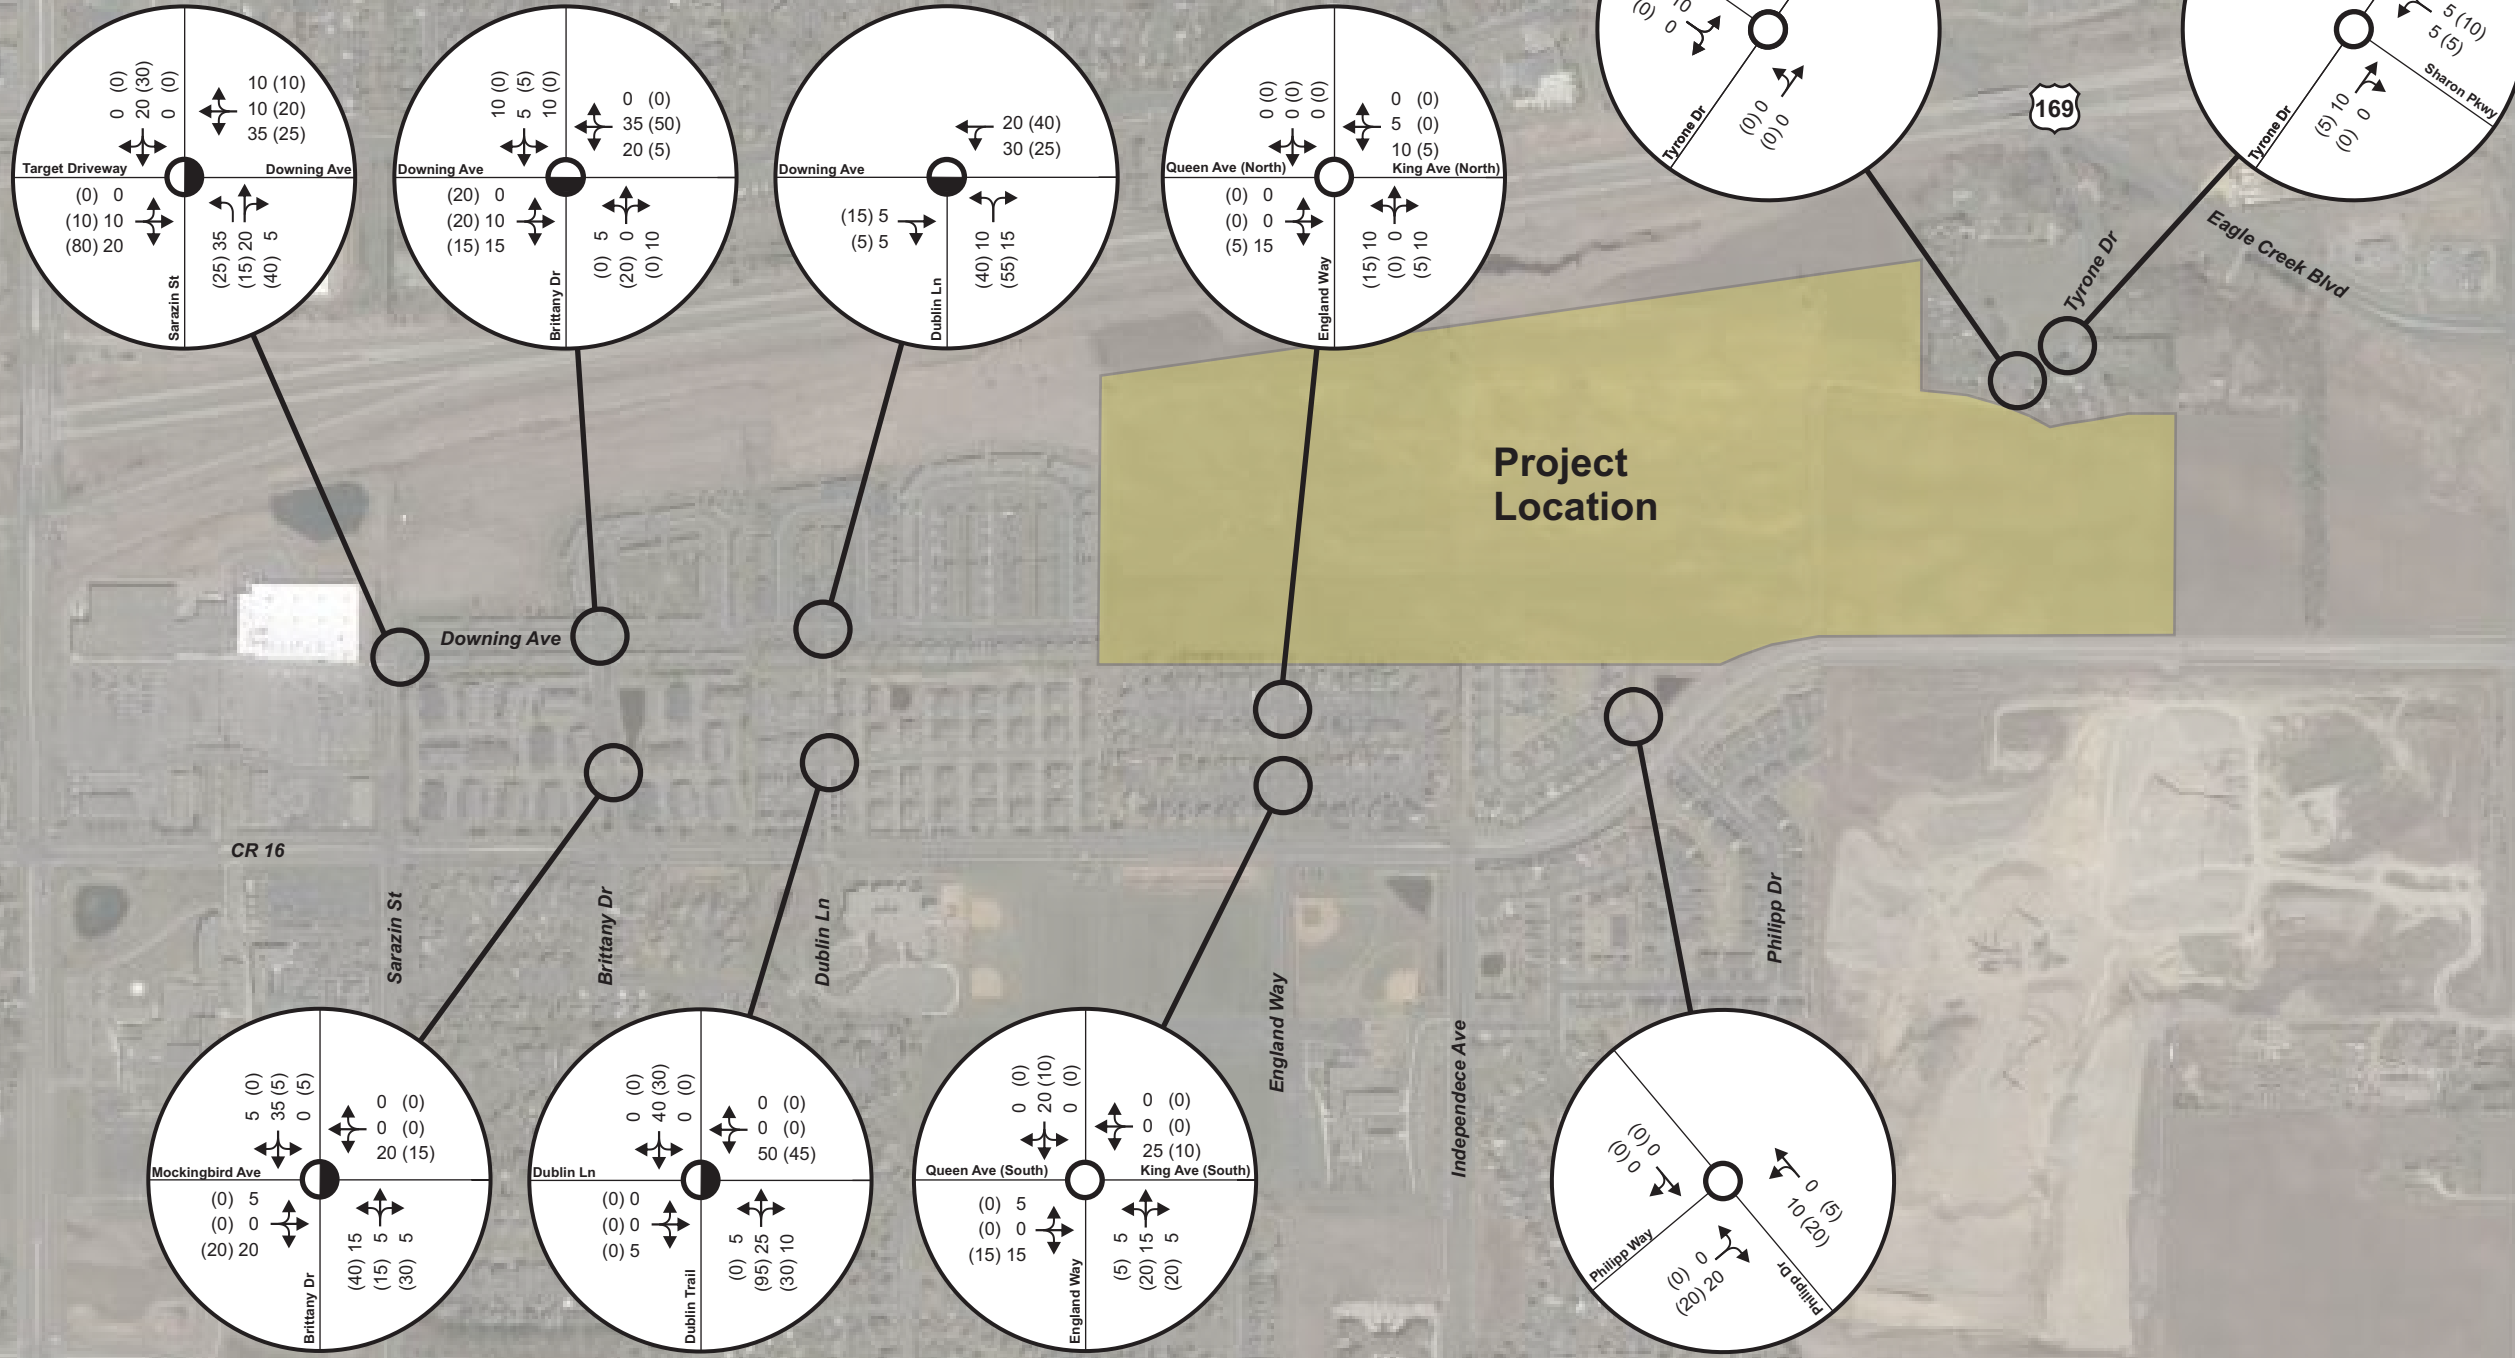 0 (0)
20 (30)
0 (0)
10 (10)
10 (20)
35 (25)
Target Driveway
Downing Ave
(0) 0
(10) 10
(80) 20
(25) 35
(15) 20
(40) 5
Sarazin St
10 (0)
5 (5)
10 (0)
0 (0)
35 (50)
20 (5)
Downing Ave
(20) 0
(20) 10
(15) 15
(0) 5
(20) 0
(0) 10
Brittany Dr
20 (40)
30 (25)
Downing Ave
(15) 5
(5) 5
(40) 10
(55) 15
Dublin Ln
0 (0)
0 (0)
0 (0)
0 (0)
5 (0)
10 (5)
Queen Ave (North)
King Ave (North)
(0) 0
(0) 0
(5) 15
(15) 10
(0) 0
(5) 10
England Way
10
(0) 0
(0) 0
(0) 0
Tyrone Dr
169
5 (10)
5 (5)
Sharon Pkwy
(5) 10
(0) 0
Tyrone Dr
Tyrone Dr
Eagle Creek Blvd
Project
Location
Downing Ave
CR 16
Sarazin St
Brittany Dr
Dublin Ln
England Way
Independece Ave
Philipp Dr
5 (0)
35 (5)
0 (5)
0 (0)
0 (0)
20 (15)
Mockingbird Ave
(0) 5
(0) 0
(20) 20
(40) 15
(15) 5
(30) 5
Brittany Dr
0 (0)
40 (30)
0 (0)
0 (0)
0 (0)
50 (45)
Dublin Ln
(0) 0
(0) 0
(0) 5
(0) 5
(95) 25
(30) 10
Dublin Trail
0 (0)
20 (10)
0 (0)
0 (0)
0 (0)
25 (10)
Queen Ave (South)
King Ave (South)
(0) 5
(0) 0
(15) 15
(5) 5
(20) 15
(20) 5
England Way
(0) 0
(0) 0
0 (5)
10 (20)
Philipp Way
(0) 0
(20) 20
Philipp Dr